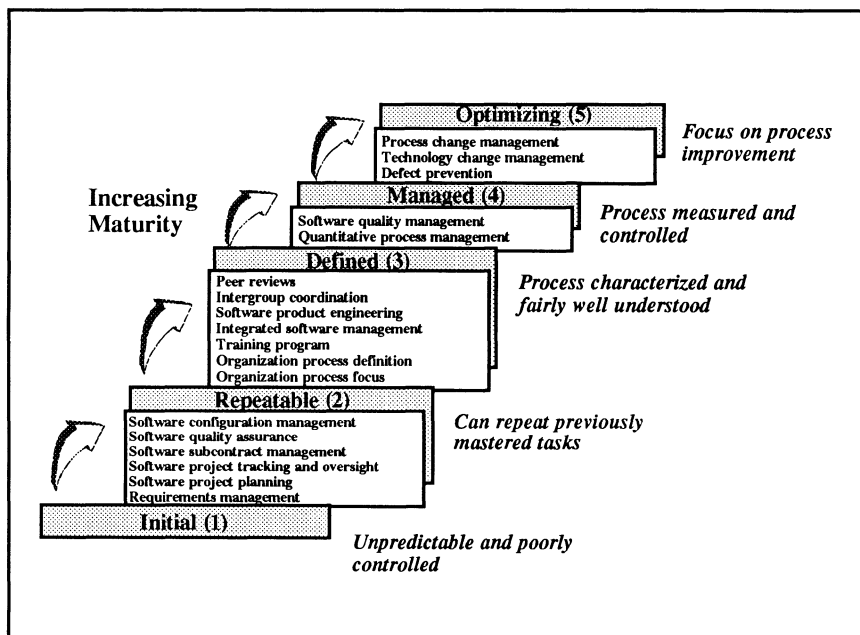 Optimizing (5)
Process change management
Technology change management
Defect prevention
Focus on process
improvement
Increasing
Maturity
Managed (4)
Software quality management
Quantitative process management
Process measured and
controlled
Defined (3)
Peer reviews
Intergroup coordination
Software product engineering
Integrated software management
Training program
Organization process definition
Organization process focus
Process characterized and
fairly well understood
Repeatable (2)
Software configuration management
Software quality assurance
Software subcontract management
Software project tracking and oversight
Software project planning
Requirements management
Can repeat previously
mastered tasks
Initial (1)
Unpredictable and poorly
controlled